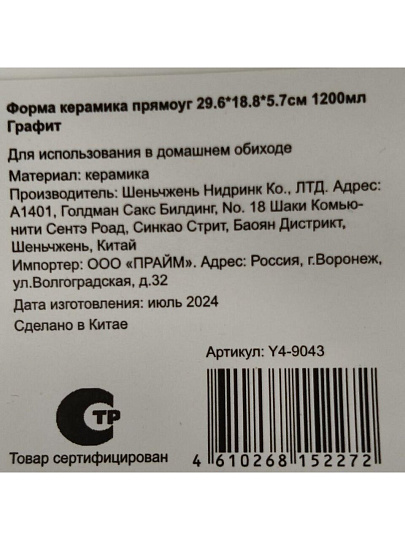 Форма керамика прямоуг 29.6*18.8*5.7см 1200мл
Графит
Для использования в домашнем обиходе
Материал: керамика
Производитель: Шеньчжень Нидринк Ко., ЛТД. Адрес:
А1401, Голдман Сакс Билдинг, No. 18 Шаки Комью-
нити Сентэ Роад, Синкао Стрит, Баоян Дистрикт,
Шеньчжень, Китай
Импортер: ООО «ПРАЙМ». Адрес: Россия, г.Воронеж,
ул.Волгоградская, д.32
Дата изготовления: июль 2024
Сделано в Китае
Артикул: Y4-9043
СТР
Товар сертифицирован
4 610268 152272